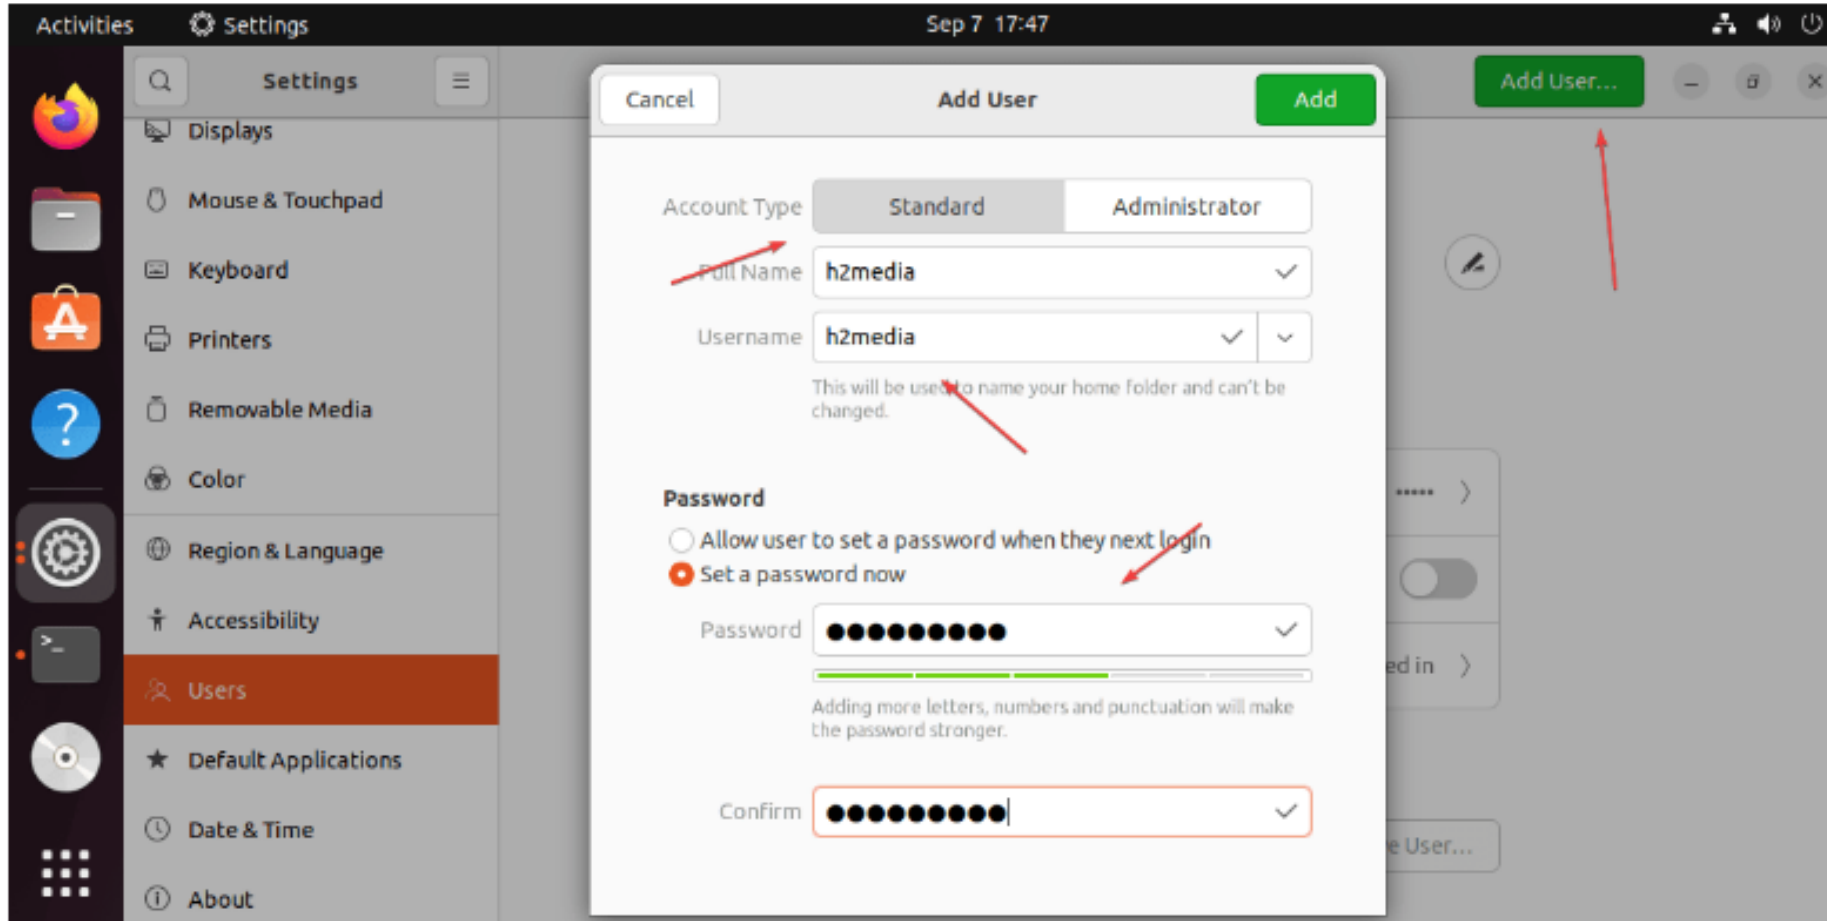 Activities
Settings
Sep 7 17:47
Settings
Add User...
Cancel
Add User
Add
Displays
Mouse & Touchpad
Keyboard
Printers
Removable Media
Color
Region & Language
Accessibility
Users
Default Applications
Date & Time
About
Account Type
Standard
Administrator
Full Name
h2media
Username
h2media
This will be used to name your home folder and can't be
changed.
Password
Allow user to set a password when they next login
Set a password now
Password
●●●●●●●●●
Adding more letters, numbers and punctuation will make
the password stronger.
Confirm
●●●●●●●●●
•••••
ed in
e User...